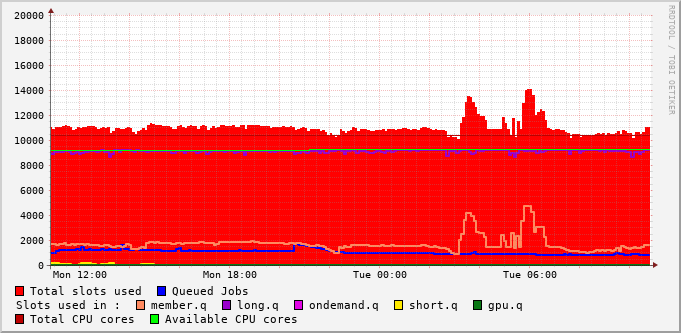 20000
18000
16000
14000
12000
10000
8000
6000
4000
2000
0
Mon 12:00 Mon 18:00 Tue 00:00 Tue 06:00
RRDTOOL / TOBI OETIKER
Total slots used Queued Jobs
Slots used in : member.q long.q ondemand.q short.q gpu.q
Total CPU cores Available CPU cores